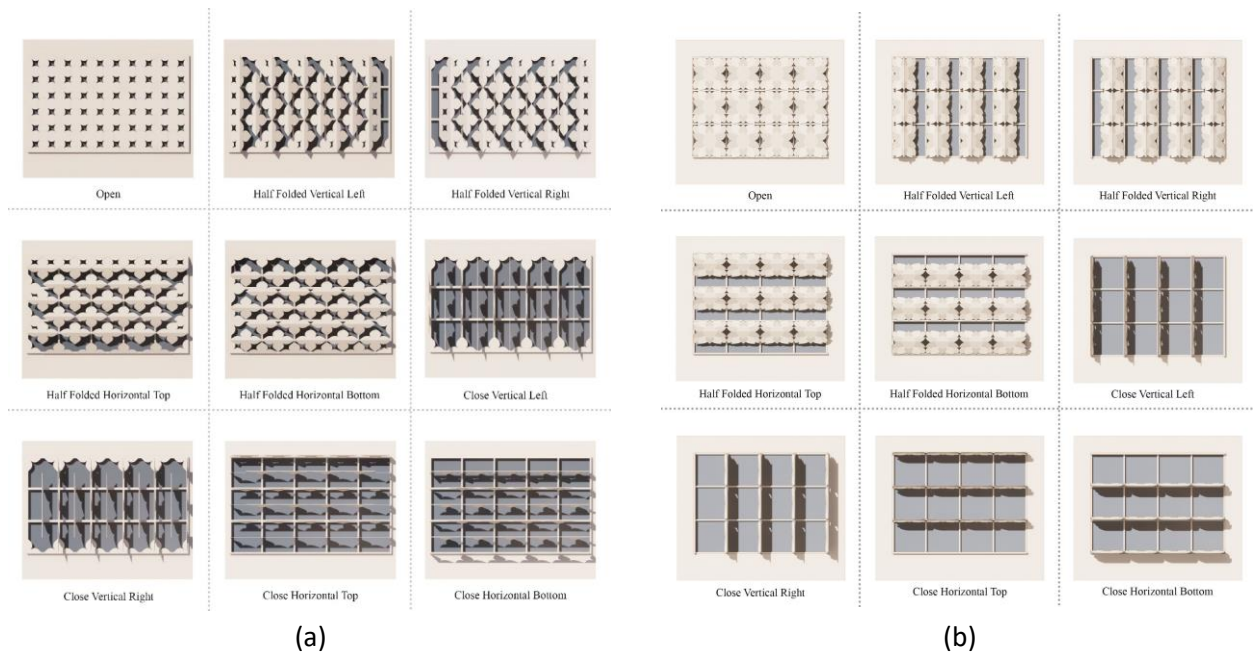 Open
Half Folded Vertical Left
Half Folded Vertical Right
Half Folded Horizontal Top
Half Folded Horizontal Bottom
Close Vertical Left
Close Vertical Right
Close Horizontal Top
Close Horizontal Bottom
(a)
Open
Half Folded Vertical Left
Half Folded Vertical Right
Half Folded Horizontal Top
Half Folded Horizontal Bottom
Close Vertical Left
Close Vertical Right
Close Horizontal Top
Close Horizontal Bottom
(b)